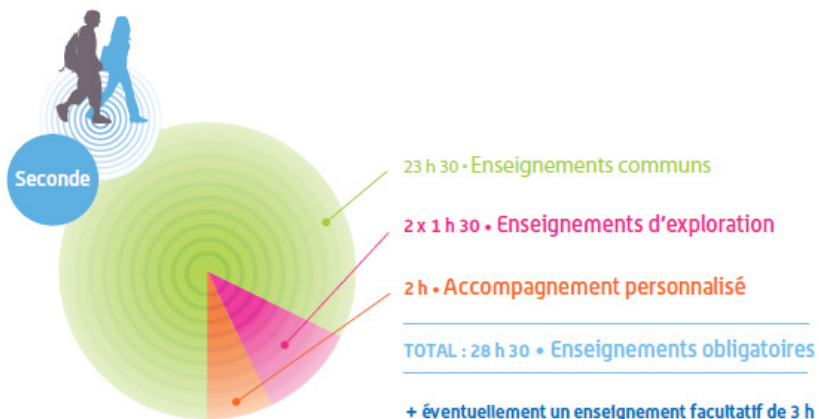 Seconde
23 h 30 • Enseignements communs
2 x 1 h 30 • Enseignements d'exploration
2 h • Accompagnement personnalisé
TOTAL : 28 h 30 • Enseignements obligatoires
+ éventuellement un enseignement facultatif de 3 h